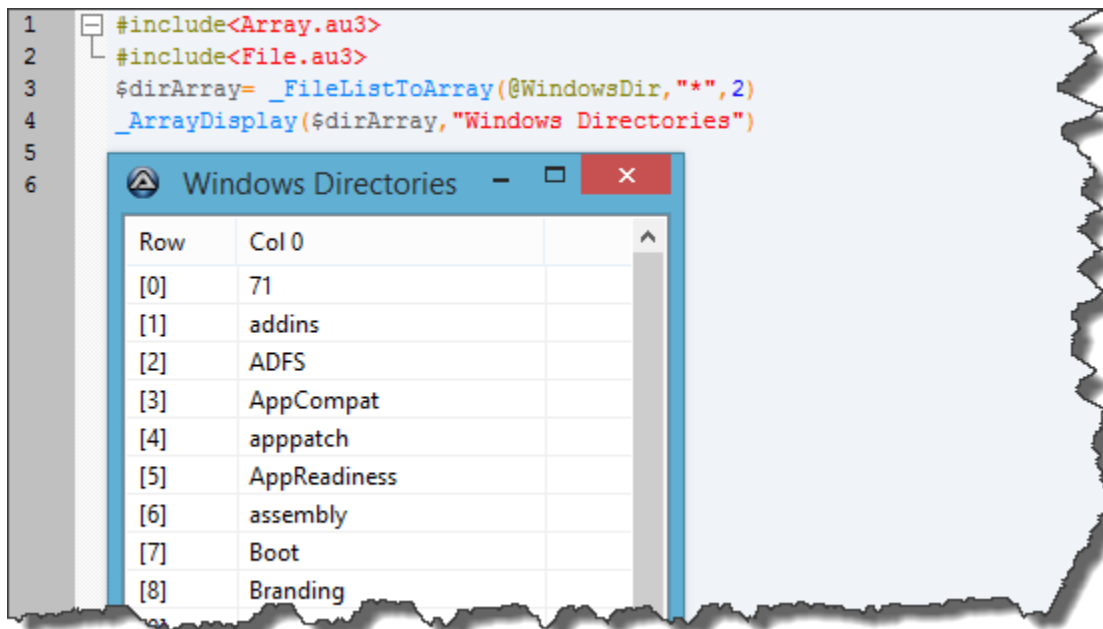 1 #include<Array.au3>
2 #include<File.au3>
3 $dirArray= _FileListToArray(@WindowsDir,"*",2)
4 _ArrayDisplay($dirArray,"Windows Directories")
5
6
Windows Directories
Row Col 0
[0] 71
[1] addins
[2] ADFS
[3] AppCompat
[4] apppatch
[5] AppReadiness
[6] assembly
[7] Boot
[8] Branding